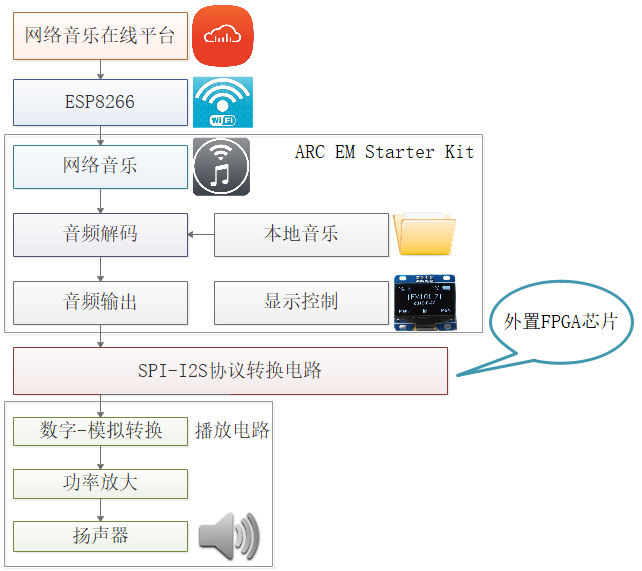 网络音乐在线平台
ESP8266
WiFi
网络音乐
ARC EM Starter Kit
音频解码
本地音乐
音频输出
显示控制
外置FPGA芯片
SPI-I2S协议转换电路
数字-模拟转换
播放电路
功率放大
扬声器